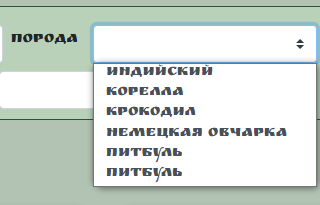 порода
индийский
корелла
крокодил
немецкая овчарка
питбуль
питбуль